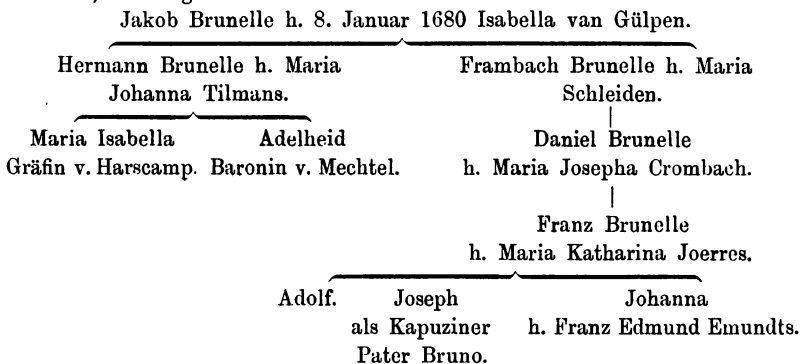 Jakob Brunelle h. 8. Januar 1680 Isabella van Gülpen.
Hermann Brunelle h. Maria
Johanna Tilmans.
Frambach Brunelle h. Maria
Schleiden.
Maria Isabella
Gräfin v. Harscamp.
Adelheid
Baronin v. Mechtel.
Daniel Brunelle
h. Maria Josepha Crombach.
Franz Brunelle
h. Maria Katharina Joerres.
Adolf.
Joseph
als Kapuziner
Pater Bruno.
Johanna
h. Franz Edmund Emundts.